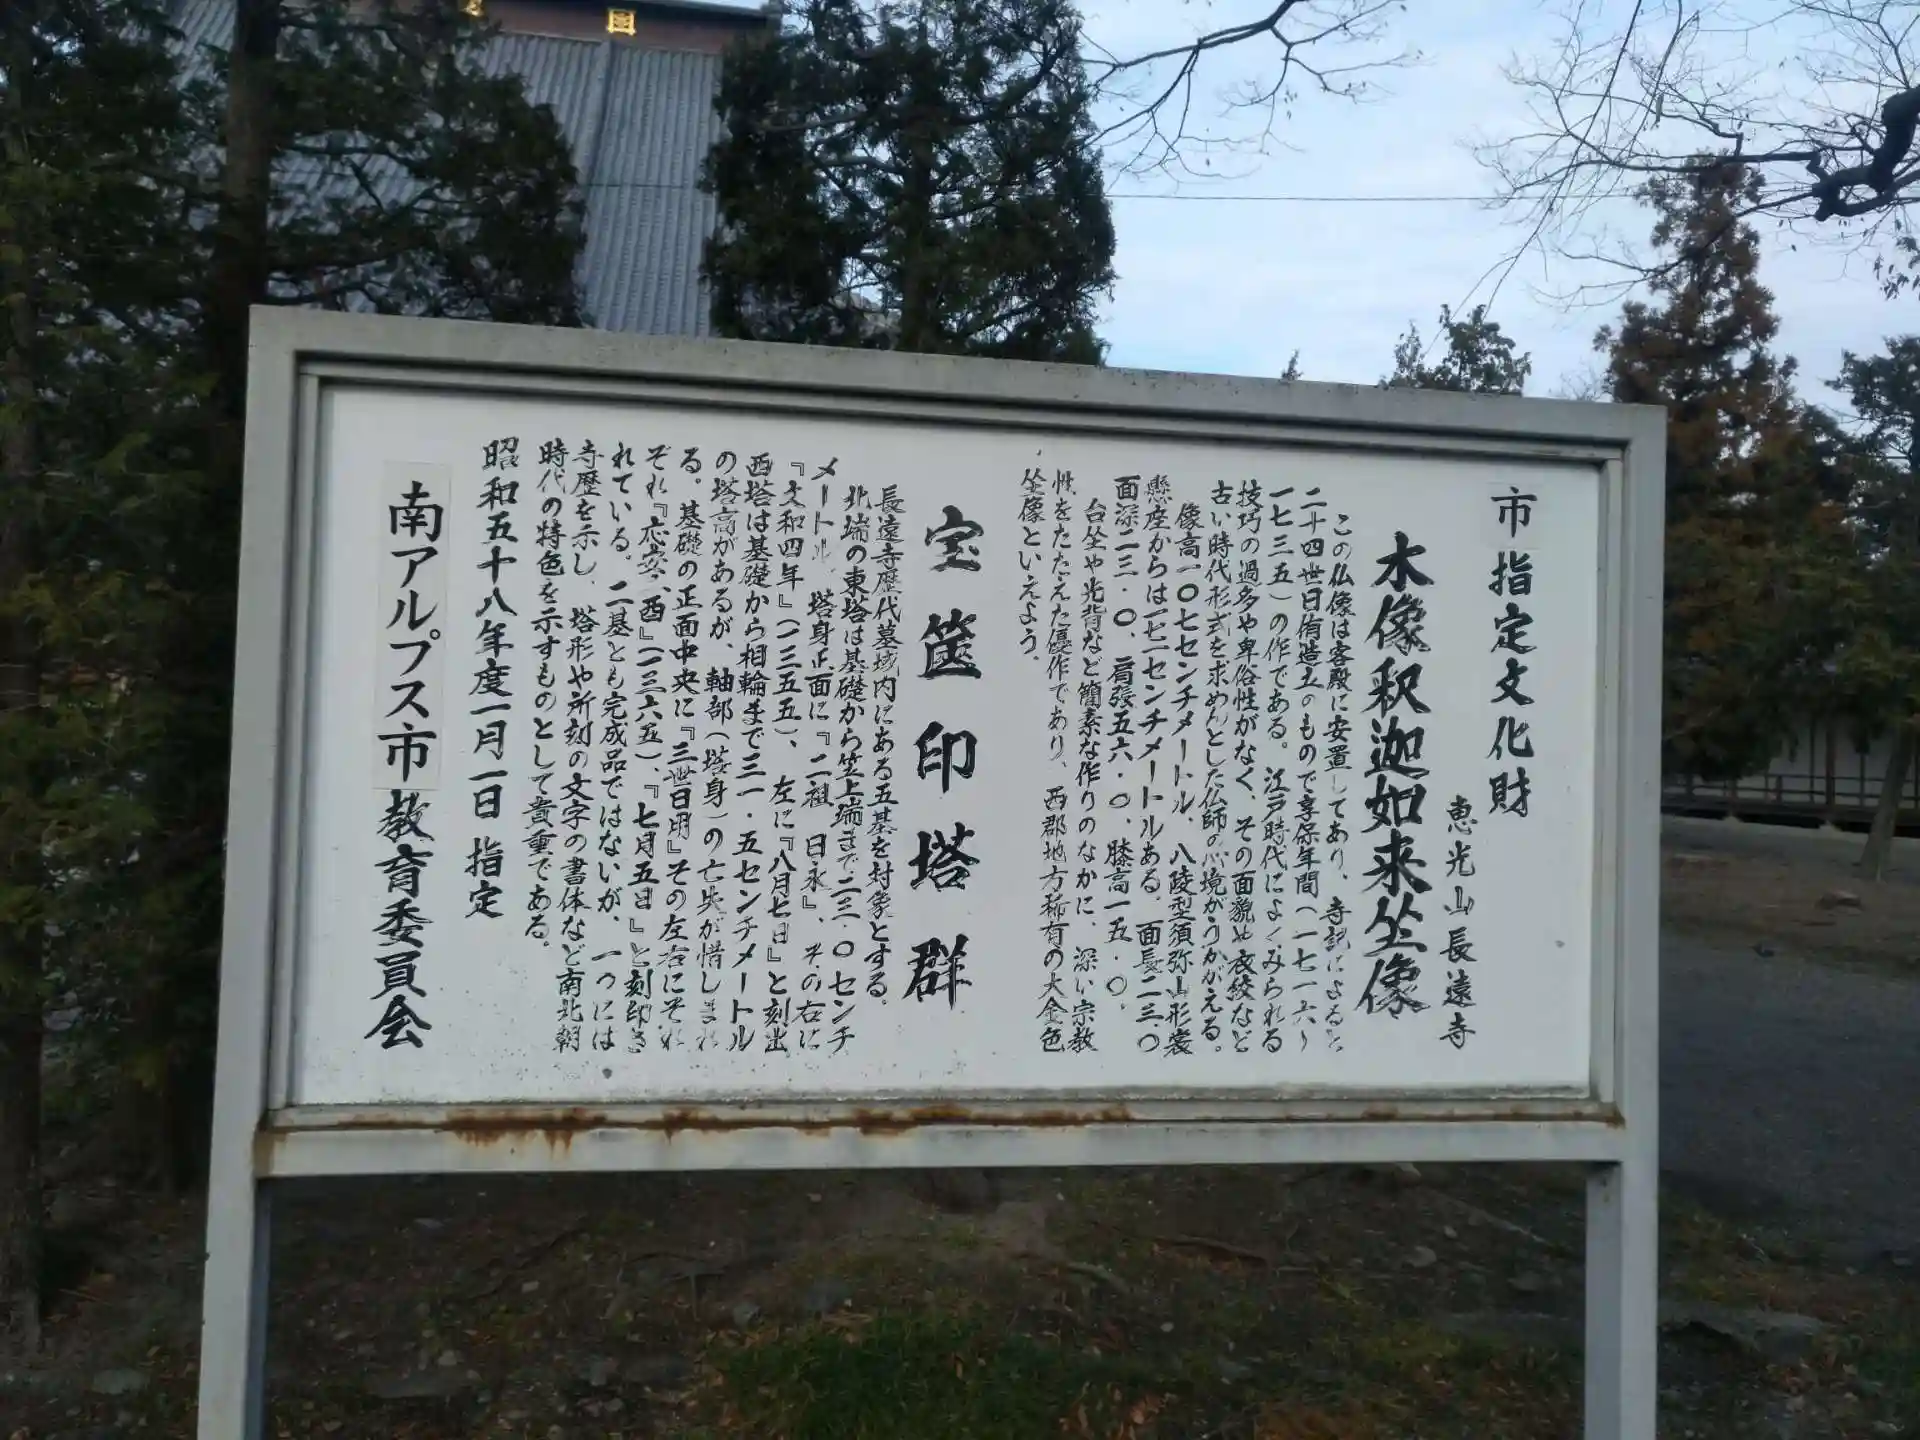 市指定文化財
恵光山長遠寺
木像釈迦如来坐像
この仏像は客殿に安置してあり、寺記によると
二十四世日侑造立のもので享保年間(一七一六〜
一七三五)の作である。江戸時代によくみられる
技巧の過多や卑俗性がなく、その面貌や衣紋など
古い時代形式を求めんとした仏師の心境がうかがえる。
像高一〇七センチメートル、八陵型須弥山形裳
懸座からは一七二センチメートルある。面長二三.〇
面深二三.〇、肩張五六.〇、膝高一五.〇、
台坐や光背など簡素な作りのなかに、深い宗教
性をたたえた優作であり、西郡地方稀有の大金色
坐像といえよう。
宝篋印塔群
長遠寺歴代墓域内にある五基を対象とする。
北端の東塔は基礎から笠上端まで二三.〇センチ
メートル、塔身正面に『二祖 日永』、その右に
『文和四年』(一三五五)、左に『八月七日』と刻出
西塔は基礎から相輪まで三一.五センチメートル
の塔高があるが、軸部(塔身)の亡失が惜しまれ
る。基礎の正面中央に『三世日用』その左右にそれ
ぞれ『応安、酉』(一三六五)、『七月五日』と刻印さ
れている。二基とも完成品ではないが、一つには
寺歴を示し、塔形や所刻の文字の書体など南北朝
時代の特色を示すものとして貴重である。
昭和五十八年度一月一日 指定
南アルプス市教育委員会